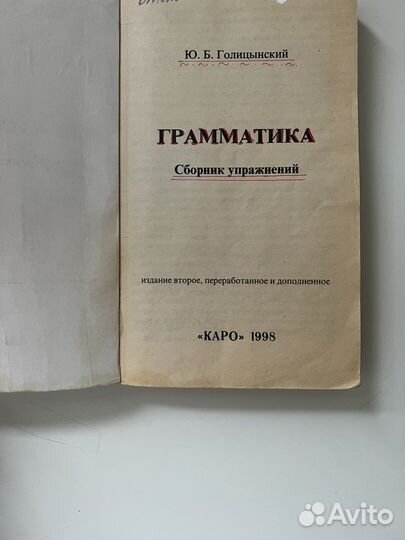 Ю. Б. Голицынский
ГРАММАТИКА
Сборник упражнений
издание второе, переработанное и дополненное
«КАРО» 1998
Avito